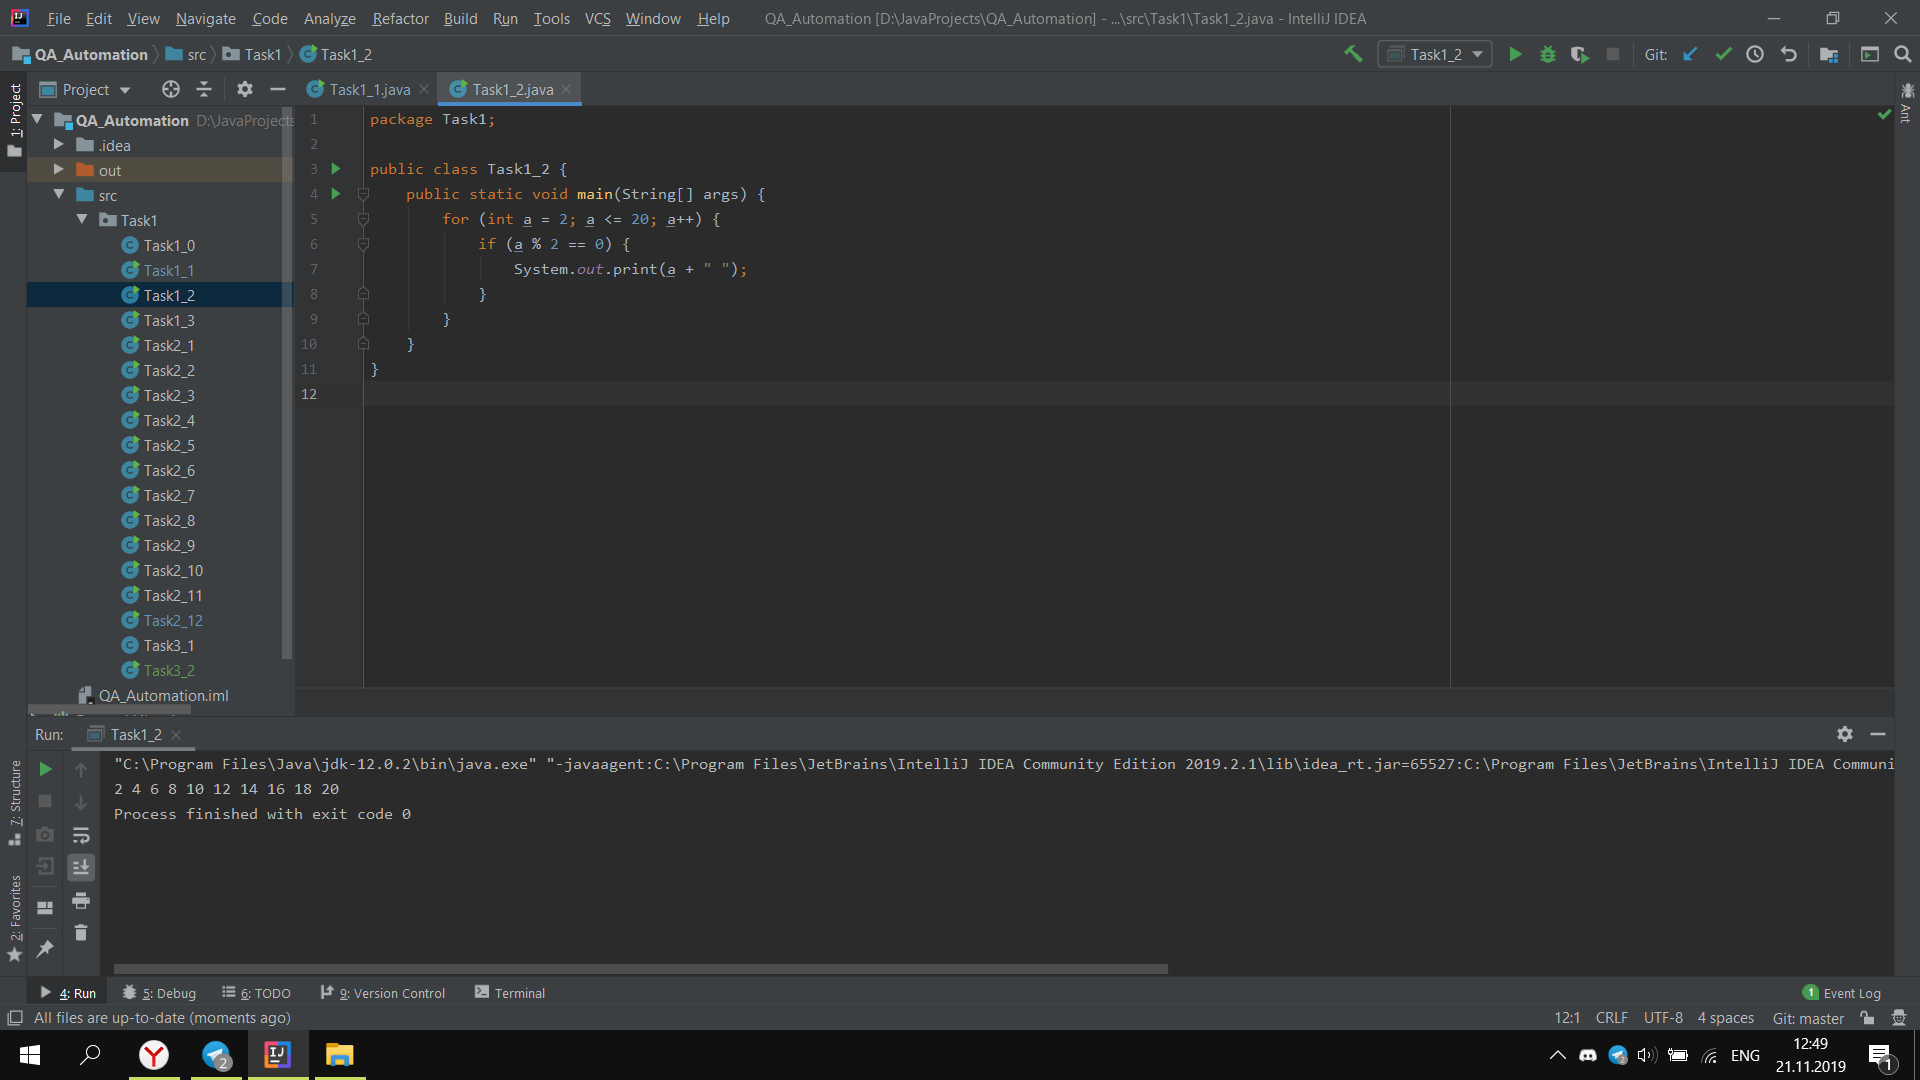 File Edit View Navigate Code Analyze Refactor Build Run Tools VCS Window Help QA_Automation [D:\JavaProjects\QA_Automation] - ...\src\Task1\Task1_2.java - IntelliJ IDEA
QA_Automation src Task1 Task1_2 Task1_2 Git:
Project Task1_1.java Task1_2.java
1: Project
Ant
QA_Automation D:\JavaProjects
.idea
out
src
Task1
Task1_0
Task1_1
Task1_2
Task1_3
Task2_1
Task2_2
Task2_3
Task2_4
Task2_5
Task2_6
Task2_7
Task2_8
Task2_9
Task2_10
Task2_11
Task2_12
Task3_1
Task3_2
QA_Automation.iml
1 package Task1;
2
3 public class Task1_2 {
4 public static void main(String[] args) {
5 for (int a = 2; a <= 20; a++) {
6 if (a % 2 == 0) {
7 System.out.print(a + " ");
8 }
9 }
10 }
11 }
12
Run: Task1_2
"C:\Program Files\Java\jdk-12.0.2\bin\java.exe" "-javaagent:C:\Program Files\JetBrains\IntelliJ IDEA Community Edition 2019.2.1\lib\idea_rt.jar=65527:C:\Program Files\JetBrains\IntelliJ IDEA Communi
2 4 6 8 10 12 14 16 18 20
Process finished with exit code 0
7: Structure
2: Favorites
4: Run 5: Debug 6: TODO 9: Version Control Terminal 1 Event Log
All files are up-to-date (moments ago) 12:1 CRLF UTF-8 4 spaces Git: master
2 ENG 12:49
21.11.2019 1